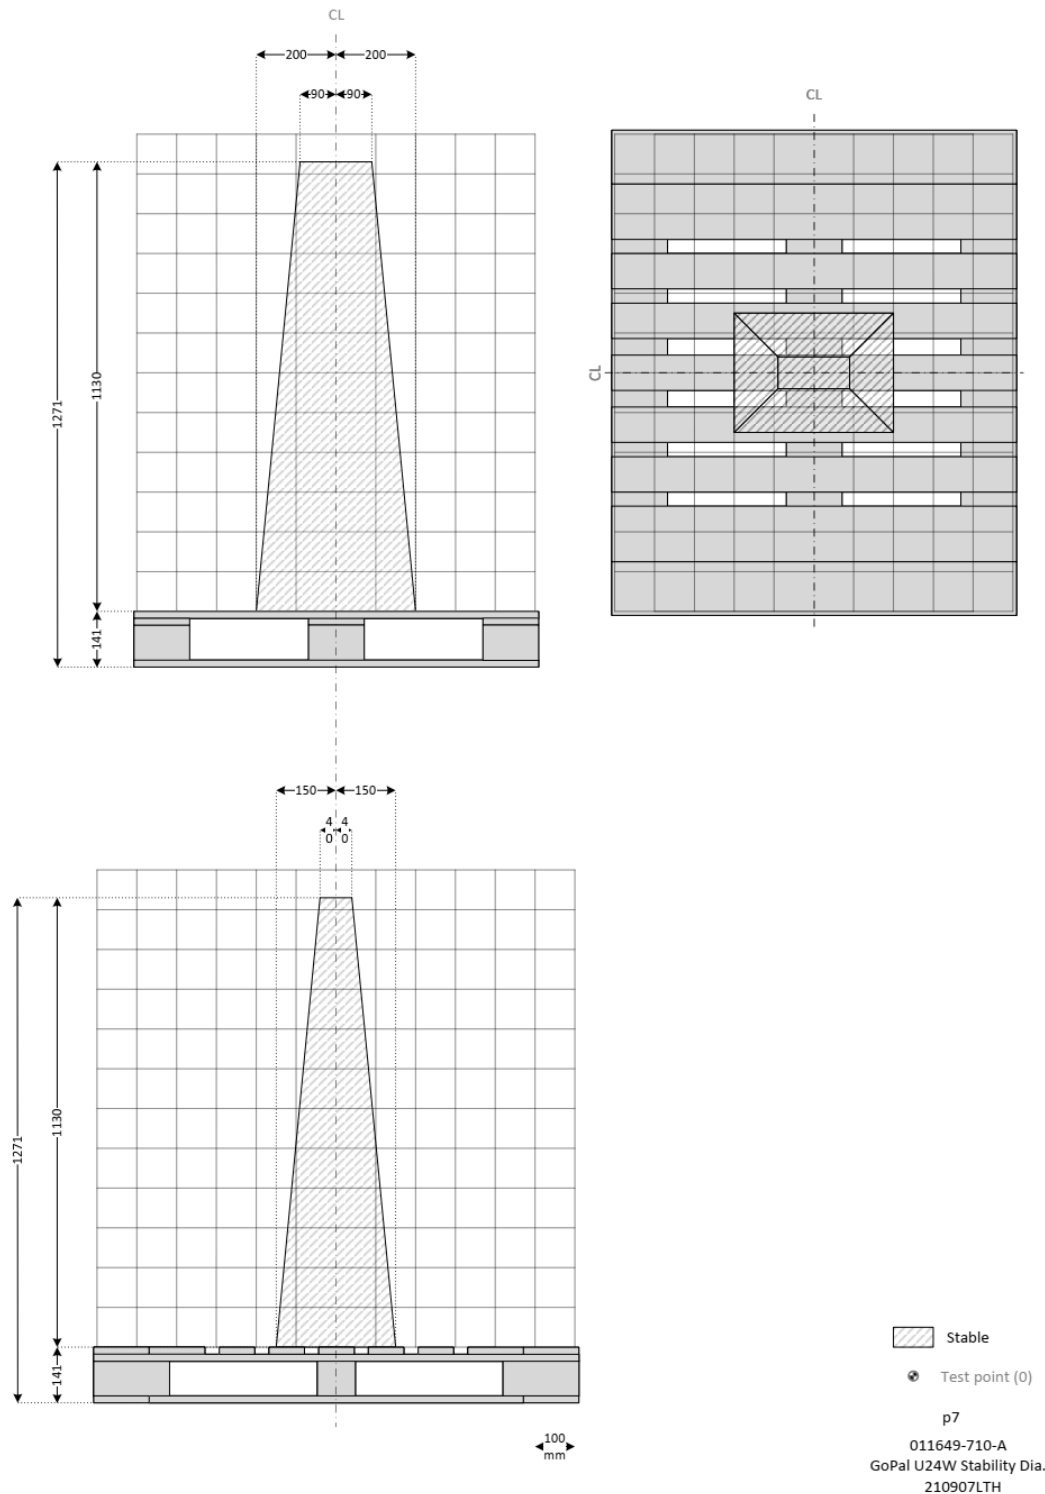 CL
200 200
90 90
1271
1130
141
CL
CL
150 150
4 4
0 0
1271
1130
141
Stable
Test point (0)
p7
100
mm
011649-710-A
GoPal U24W Stability Dia.
210907LTH